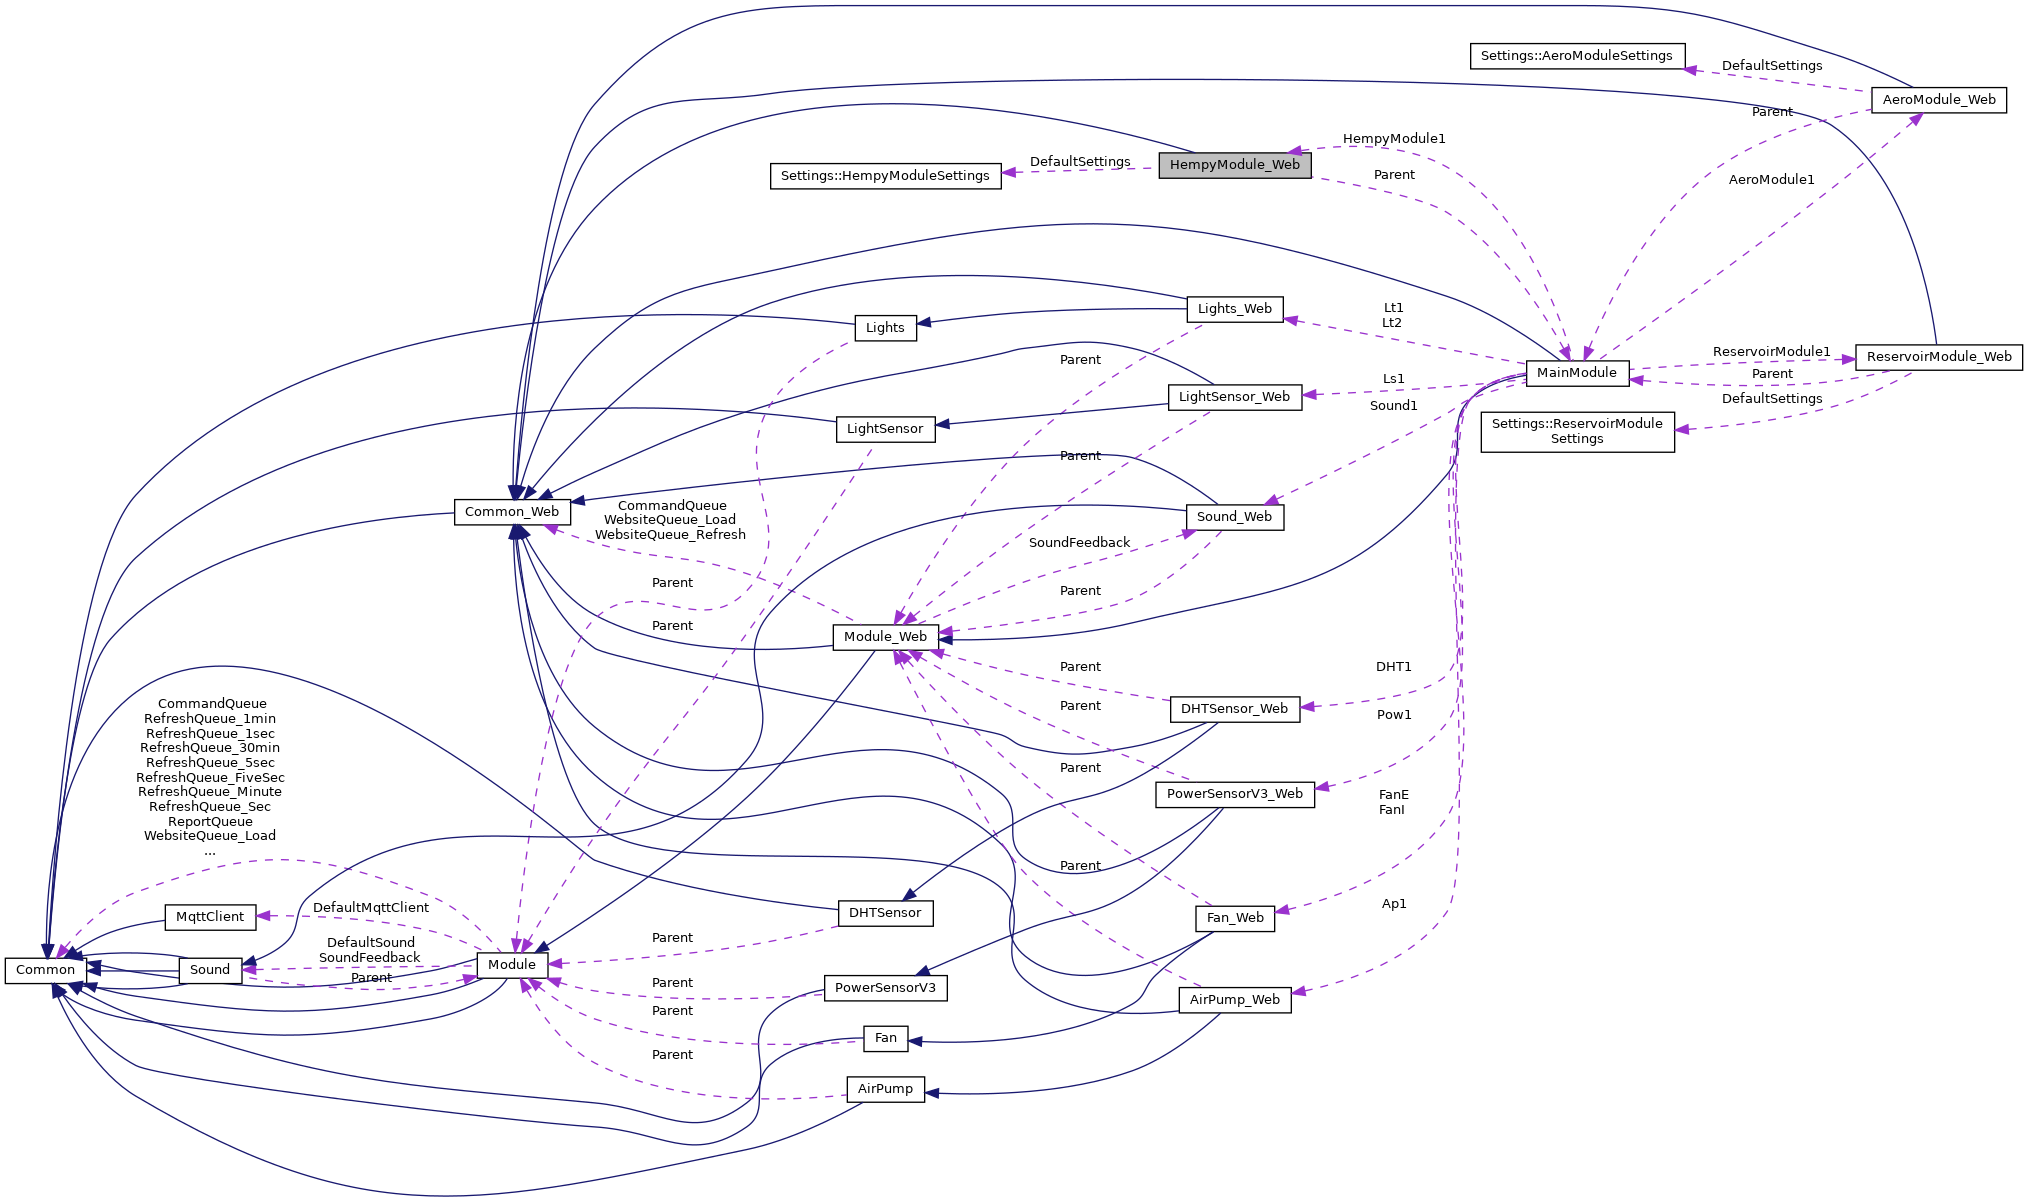 Settings::AeroModuleSettings
DefaultSettings
AeroModule_Web
Parent
HempyModule1
DefaultSettings
HempyModule_Web
Settings::HempyModuleSettings
Parent
AeroModule1
Lights_Web
Lt1
Lt2
Lights
Parent
ReservoirModule1
ReservoirModule_Web
MainModule
Parent
Ls1
LightSensor_Web
DefaultSettings
Sound1
LightSensor
Settings::ReservoirModule
Settings
Parent
CommandQueue
WebsiteQueue_Load
WebsiteQueue_Refresh
Common_Web
Sound_Web
SoundFeedback
Parent
Parent
Parent
Module_Web
Parent
DHT1
DHTSensor_Web
Parent
Pow1
CommandQueue
RefreshQueue_1min
RefreshQueue_1sec
RefreshQueue_30min
RefreshQueue_5sec
RefreshQueue_FiveSec
RefreshQueue_Minute
RefreshQueue_Sec
ReportQueue
WebsiteQueue_Load
...
Parent
PowerSensorV3_Web
FanE
FanI
Parent
Ap1
DefaultMqttClient
MqttClient
DHTSensor
Fan_Web
Parent
DefaultSound
SoundFeedback
Common
Sound
Module
Parent
Parent
PowerSensorV3
AirPump_Web
Parent
Fan
Parent
AirPump